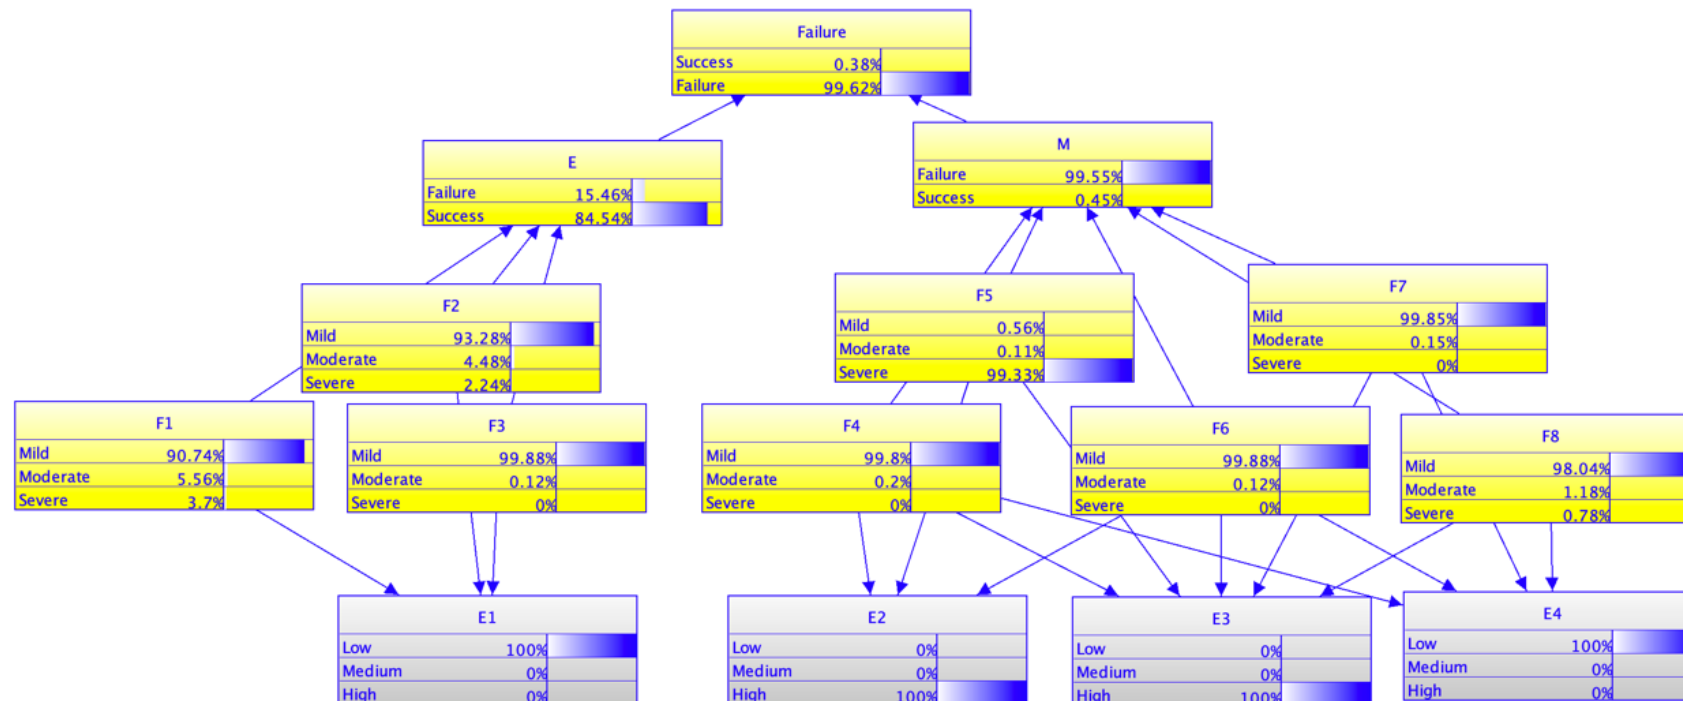 Failure
Success 0.38%
Failure 99.62%
E
Failure 15.46%
Success 84.54%
M
Failure 99.55%
Success 0.45%
F2
Mild 93.28%
Moderate 4.48%
Severe 2.24%
F5
Mild 0.56%
Moderate 0.11%
Severe 99.33%
F7
Mild 99.85%
Moderate 0.15%
Severe 0%
F1
Mild 90.74%
Moderate 5.56%
Severe 3.7%
F3
Mild 99.88%
Moderate 0.12%
Severe 0%
F4
Mild 99.8%
Moderate 0.2%
Severe 0%
F6
Mild 99.88%
Moderate 0.12%
Severe 0%
F8
Mild 98.04%
Moderate 1.18%
Severe 0.78%
E1
Low 100%
Medium 0%
High 0%
E2
Low 0%
Medium 0%
High 100%
E3
Low 0%
Medium 0%
High 100%
E4
Low 100%
Medium 0%
High 0%